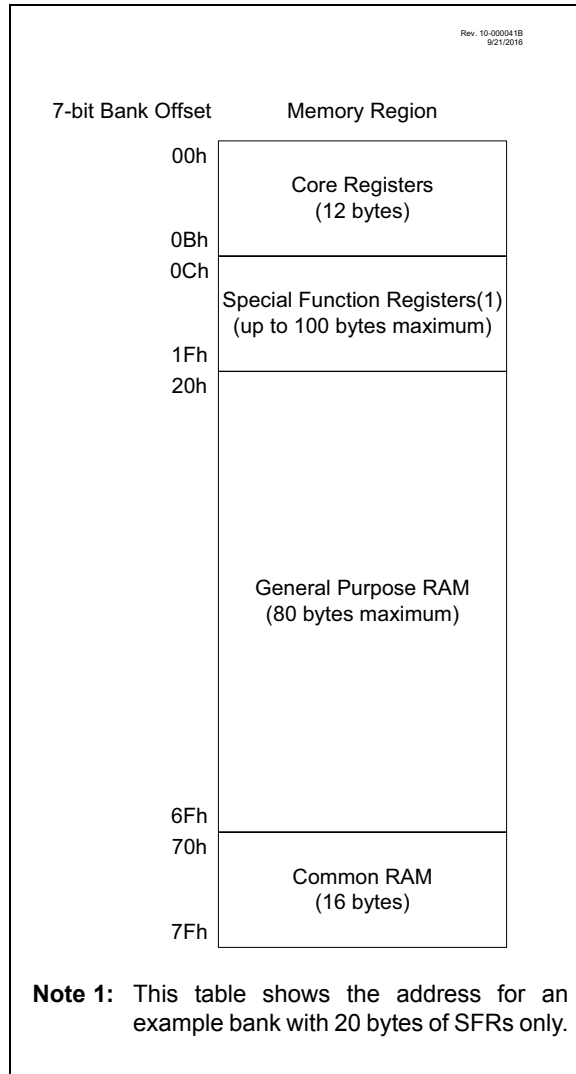 Rev. 10-000041B
9/21/2016
7-bit Bank Offset Memory Region
00h
Core Registers
(12 bytes)
0Bh
0Ch
Special Function Registers(1)
(up to 100 bytes maximum)
1Fh
20h
General Purpose RAM
(80 bytes maximum)
6Fh
70h
Common RAM
(16 bytes)
7Fh
Note 1: This table shows the address for an
example bank with 20 bytes of SFRs only.